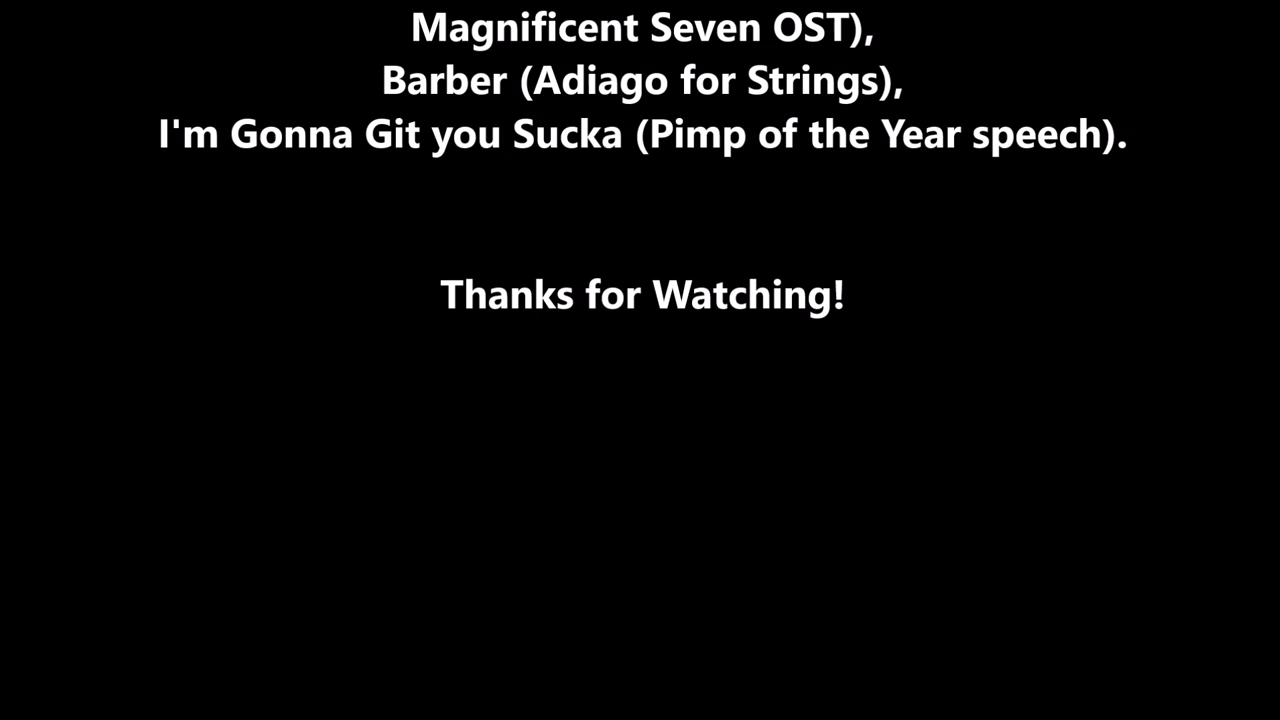 Magnificent Seven OST),
Barber (Adiago for Strings),
I'm Gonna Git you Sucka (Pimp of the Year speech).
Thanks for Watching!